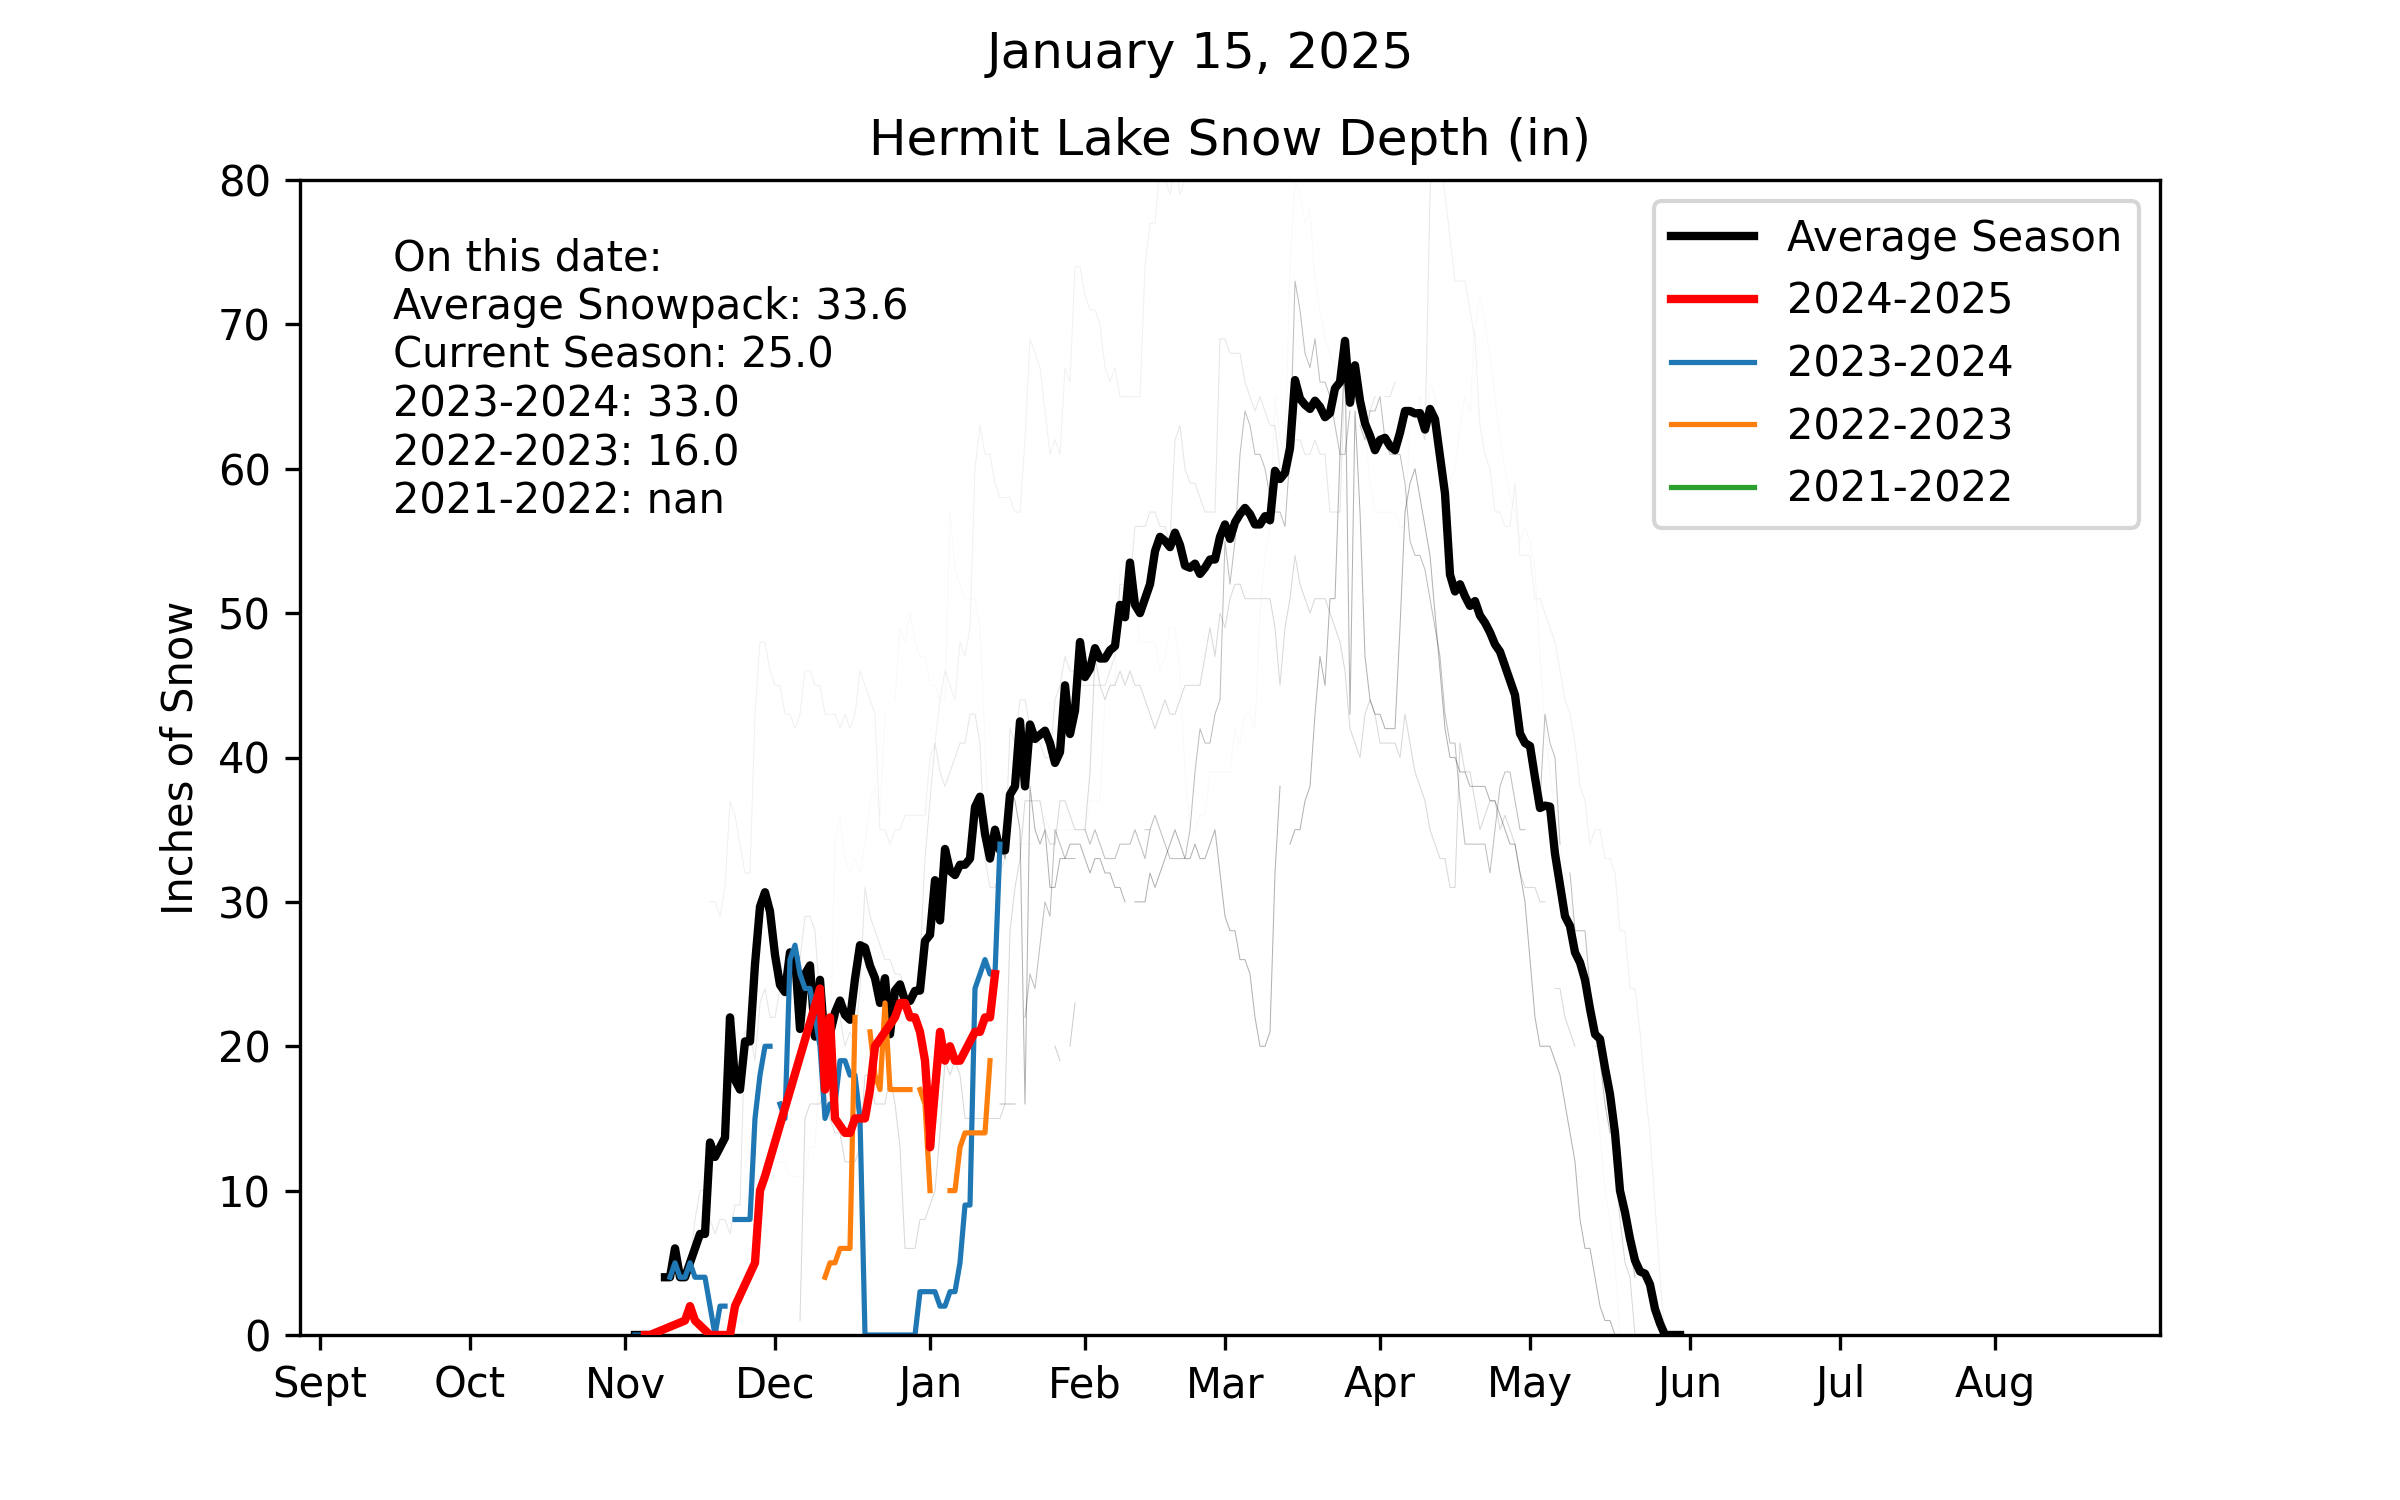 January 15, 2025
Hermit Lake Snow Depth (in)
On this date:
Average Snowpack: 33.6
Current Season: 25.0
2023-2024: 33.0
2022-2023: 16.0
2021-2022: nan
Average Season
2024-2025
2023-2024
2022-2023
2021-2022
Inches of Snow
80
70
60
50
40
30
20
10
0
Sept Oct Nov Dec Jan Feb Mar Apr May Jun Jul Aug